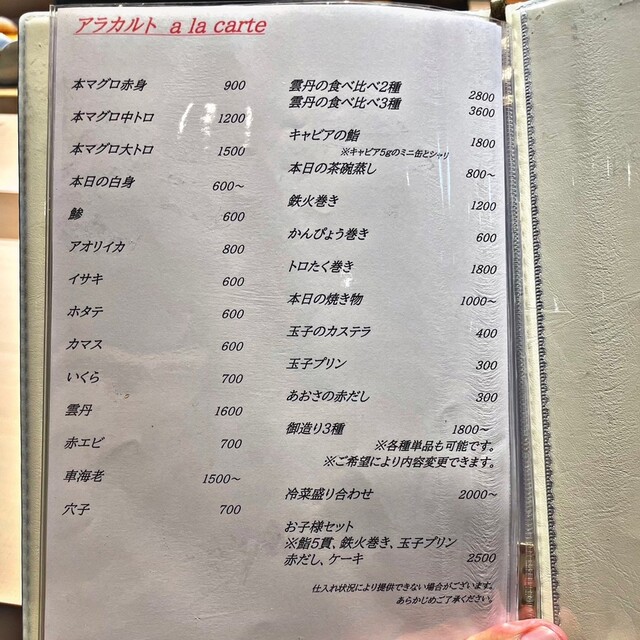 アラカルト a la carte
本マグロ赤身 900
本マグロ中トロ 1200
本マグロ大トロ 1500
本日の白身 600～
鯵 600
アオリイカ 800
イサキ 600
ホタテ 600
カマス 600
いくら 700
雲丹 1600
赤エビ 700
車海老 1500～
穴子 700
雲丹の食べ比べ2種 2800
雲丹の食べ比べ3種 3600
キャビアの鮨 1800
※キャビア5gのミニ缶とシャリ
本日の茶碗蒸し 800～
鉄火巻き 1200
かんぴょう巻き 600
トロたく巻き 1800
本日の焼き物 1000～
玉子のカステラ 400
玉子プリン 300
あおさの赤だし 300
御造り3種 1800～
※各種単品も可能です。
※ご希望により内容変更できます。
冷菜盛り合わせ 2000～
お子様セット
※鮨5貫、鉄火巻き、玉子プリン
赤だし、ケーキ 2500
仕入れ状況により提供できない場合がございます。
あらかじめご了承ください。